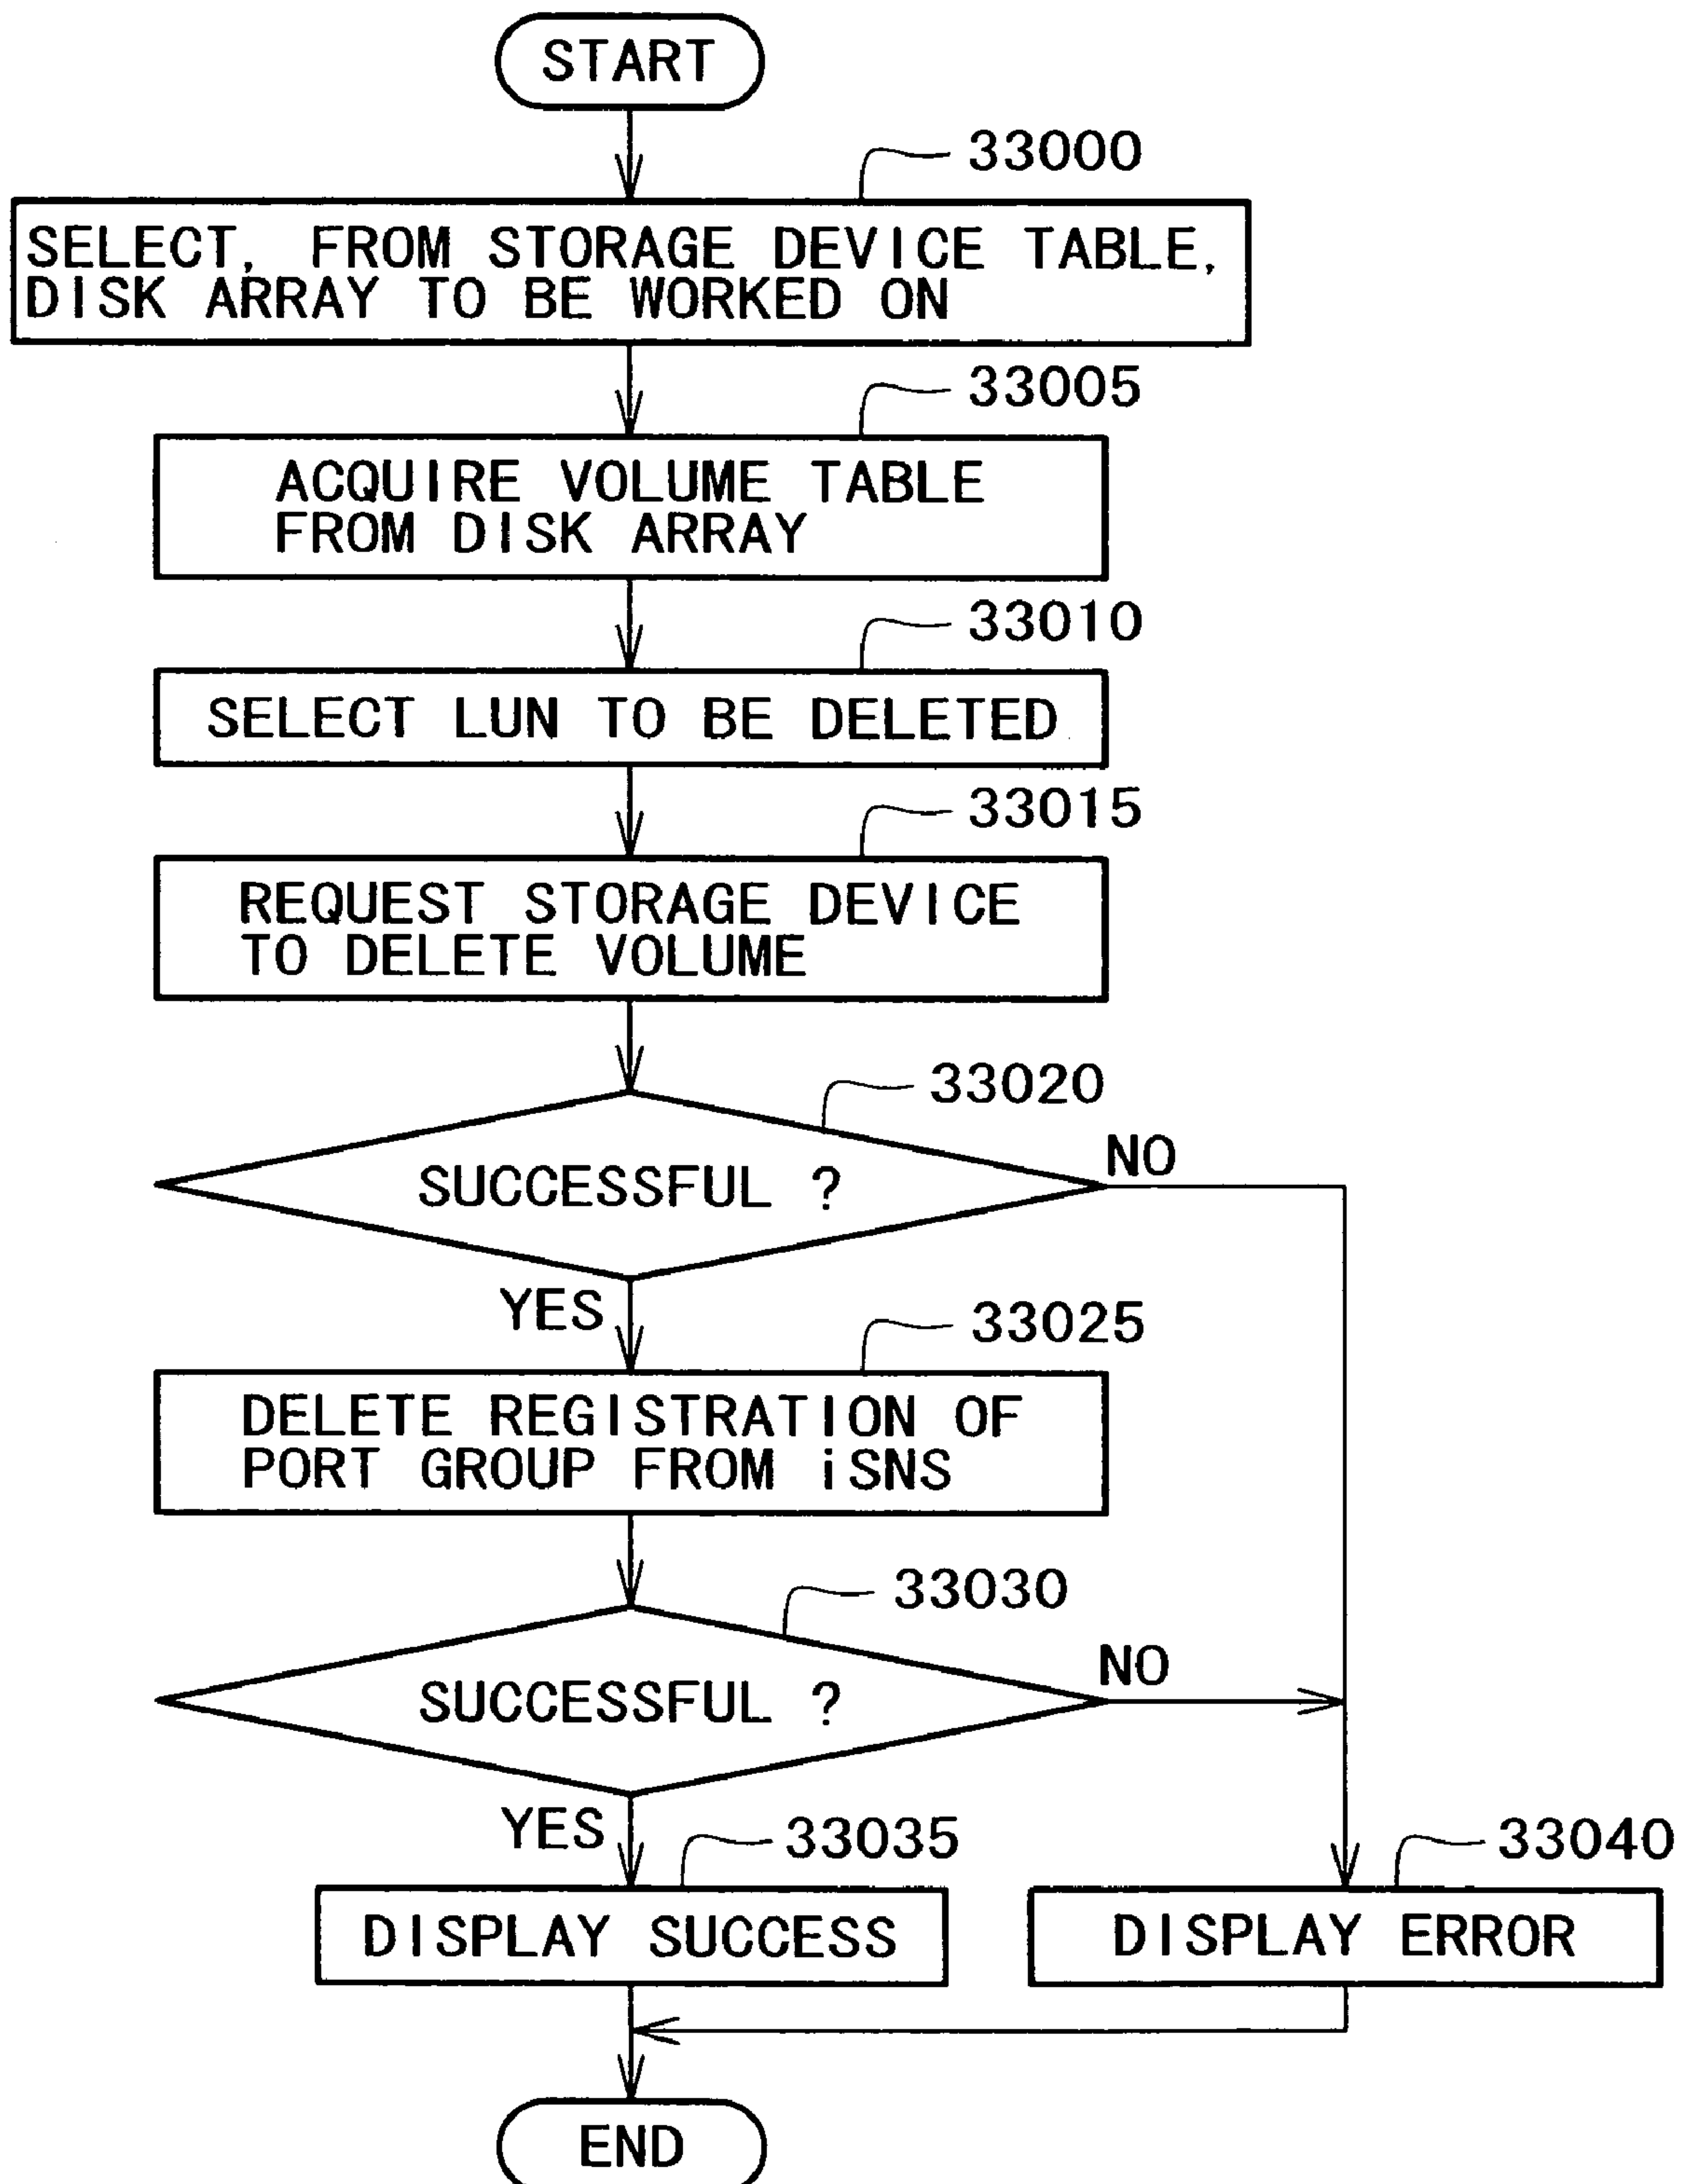 START
33000
SELECT, FROM STORAGE DEVICE TABLE,
DISK ARRAY TO BE WORKED ON
33005
ACQUIRE VOLUME TABLE
FROM DISK ARRAY
33010
SELECT LUN TO BE DELETED
33015
REQUEST STORAGE DEVICE
TO DELETE VOLUME
33020
SUCCESSFUL ?
NO
YES
33025
DELETE REGISTRATION OF
PORT GROUP FROM iSNS
33030
SUCCESSFUL ?
NO
YES
33035
DISPLAY SUCCESS
33040
DISPLAY ERROR
END